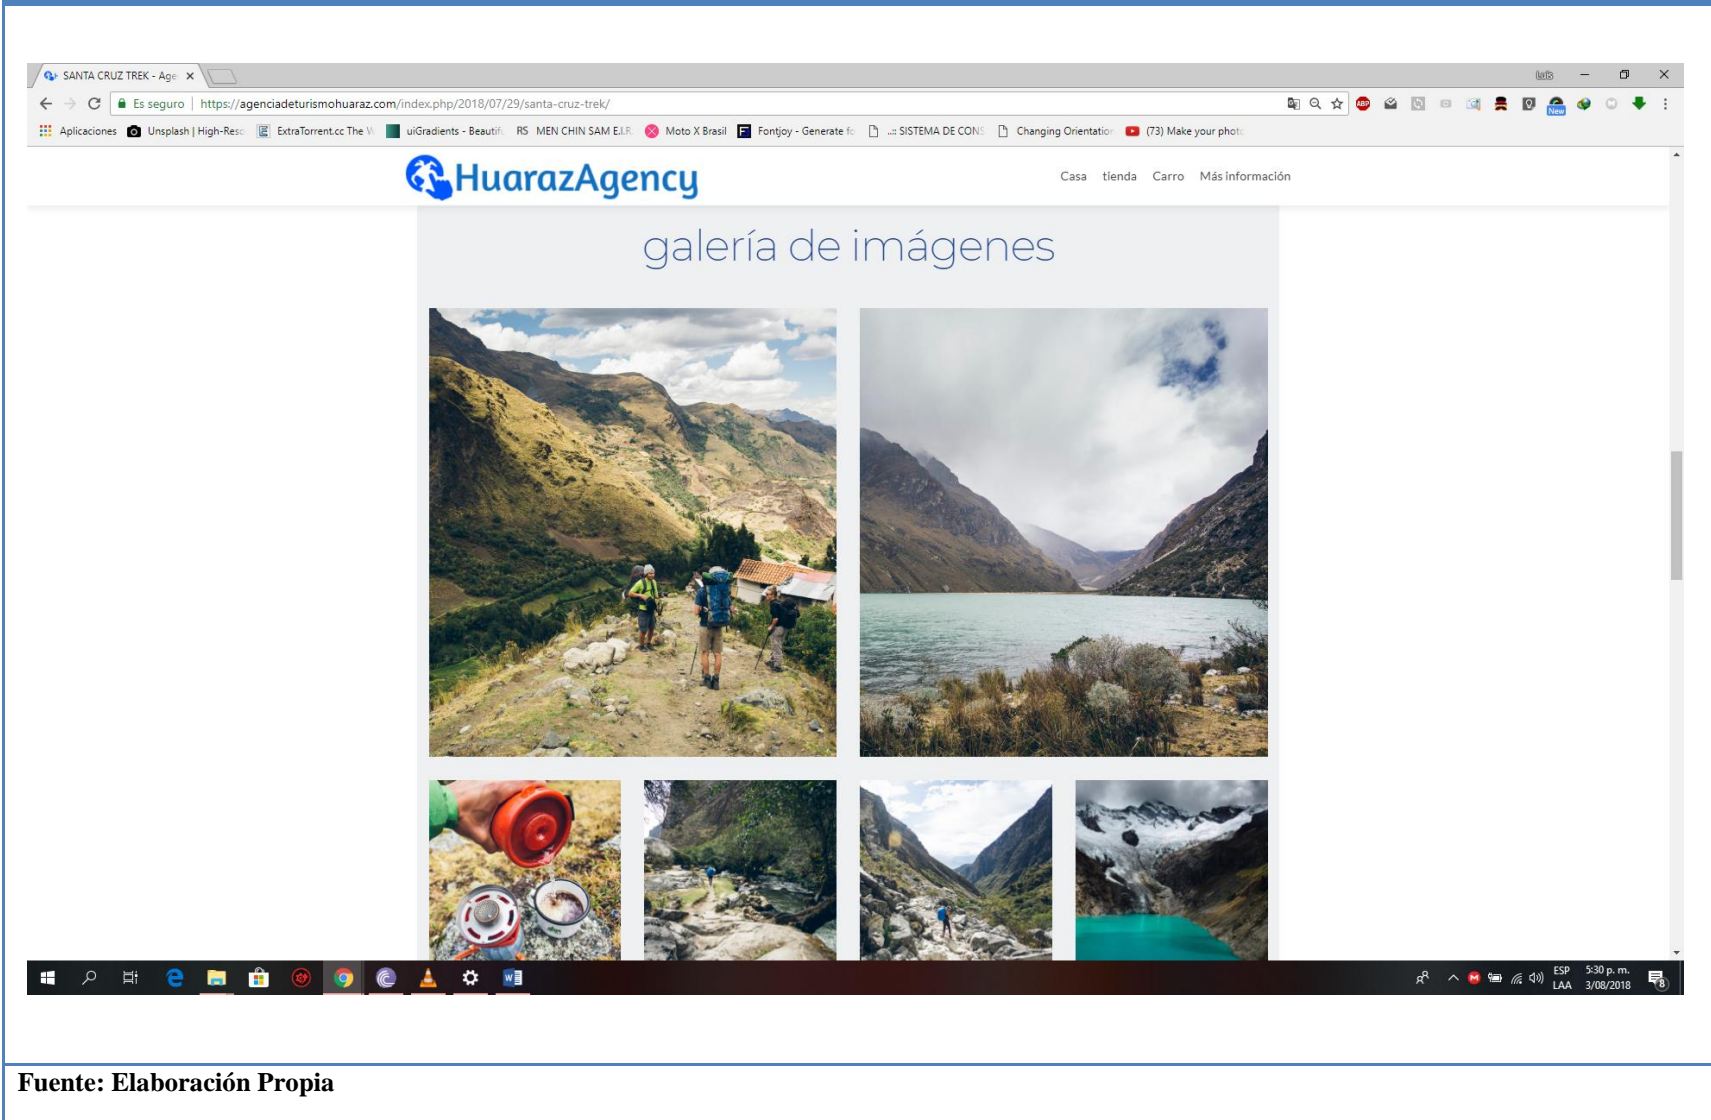 SANTA CRUZ TREK - Age
Es seguro | https://agenciadeturismohuaraz.com/index.php/2018/07/29/santa-cruz-trek/
Aplicaciones Unsplash | High-Reso ExtraTorrent.cc The W uiGradients - Beautifu RS MEN CHIN SAM E.I.R. Moto X Brasil Fontjoy - Generate fo ..:: SISTEMA DE CONS Changing Orientation (73) Make your photo
HuarazAgency
Casa tienda Carro Más información
galería de imágenes
ESP 5:30 p. m.
LAA 3/08/2018
Fuente: Elaboración Propia